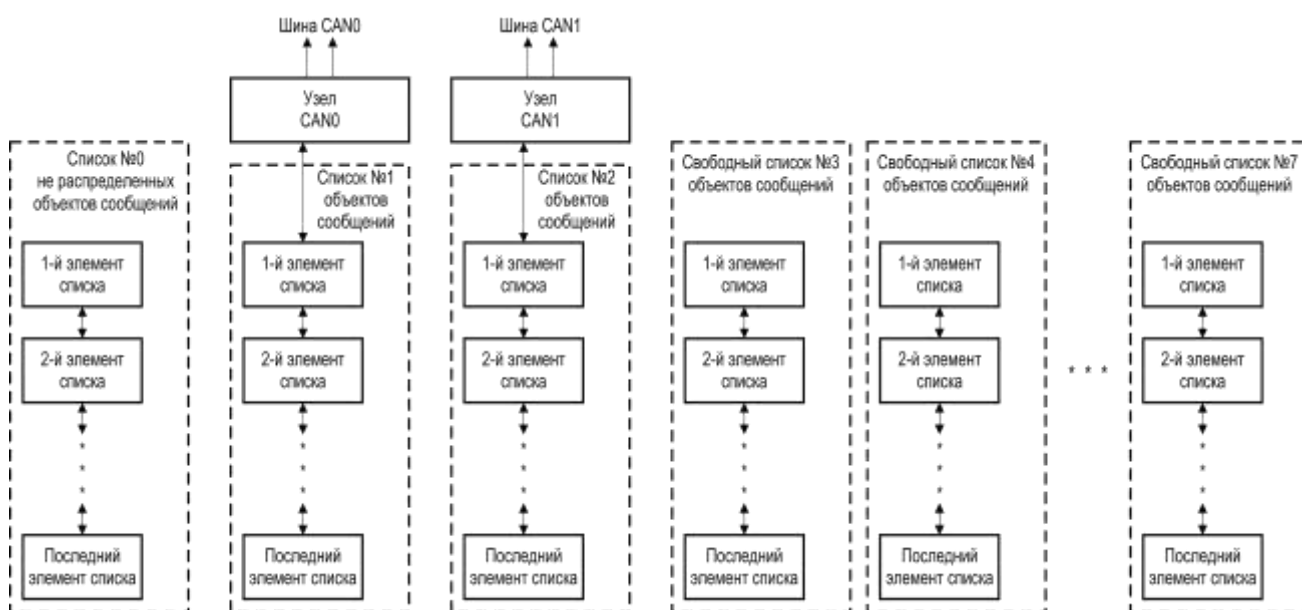 Шина CAN0
Шина CAN1
Узел
CAN0
Узел
CAN1
Список №0
не распределенных
объектов сообщений
1-й элемент
списка
2-й элемент
списка
*
*
*
Последний
элемент списка
Список №1
объектов
сообщений
1-й элемент
списка
2-й элемент
списка
*
*
*
Последний
элемент списка
Список №2
объектов
сообщений
1-й элемент
списка
2-й элемент
списка
*
*
*
Последний
элемент списка
Свободный список №3
объектов сообщений
1-й элемент
списка
2-й элемент
списка
*
*
*
Последний
элемент списка
Свободный список №4
объектов сообщений
1-й элемент
списка
2-й элемент
списка
*
*
*
Последний
элемент списка
* * *
Свободный список №7
объектов сообщений
1-й элемент
списка
2-й элемент
списка
*
*
*
Последний
элемент списка